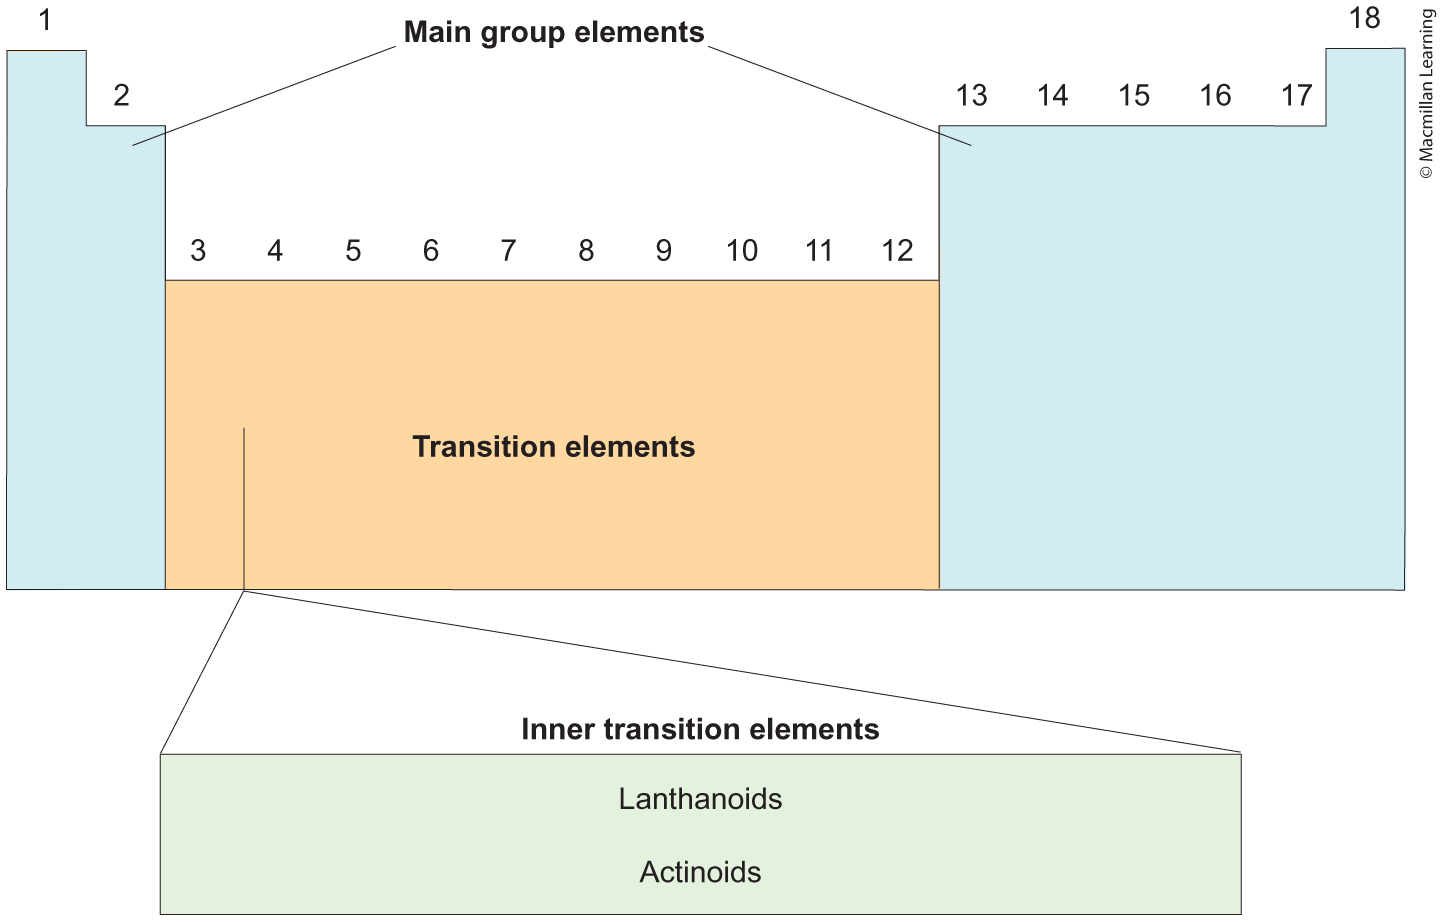 1 Main group elements 18
2 13 14 15 16 17
3 4 5 6 7 8 9 10 11 12
Transition elements
Inner transition elements
Lanthanoids
Actinoids
© Macmillan Learning